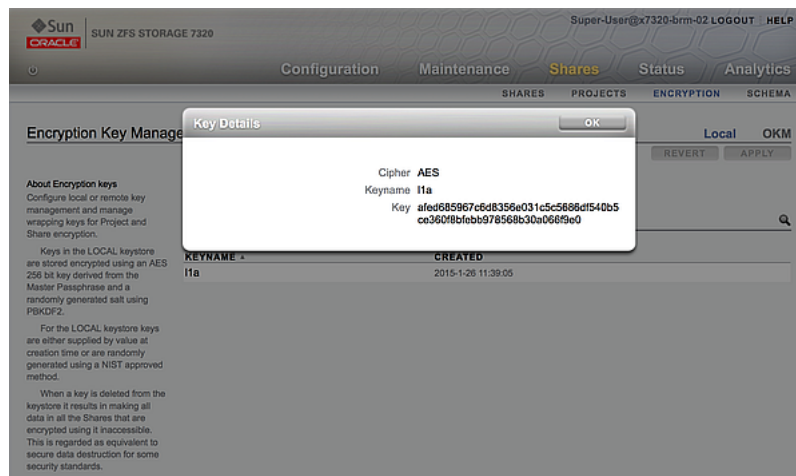 Sun
ORACLE
SUN ZFS STORAGE 7320
Super-User@x7320-brm-02 LOGOUT HELP
Configuration Maintenance Shares Status Analytics
SHARES PROJECTS ENCRYPTION SCHEMA
Encryption Key Manage
Local OKM
REVERT APPLY
Key Details
OK
Cipher AES
Keyname l1a
Key afed685967c6d8356e031c5c5686df540b5
ce360f8bfebb978568b30a066f9e0
About Encryption keys
Configure local or remote key
management and manage
wrapping keys for Project and
Share encryption.
Keys in the LOCAL keystore
are stored encrypted using an AES
256 bit key derived from the
Master Passphrase and a
randomly generated salt using
PBKDF2.
For the LOCAL keystore keys
are either supplied by value at
creation time or are randomly
generated using a NIST approved
method.
When a key is deleted from the
keystore it results in making all
data in all the Shares that are
encrypted using it inaccessible.
This is regarded as equivalent to
secure data destruction for some
security standards.
KEYNAME CREATED
l1a 2015-1-26 11:39:05